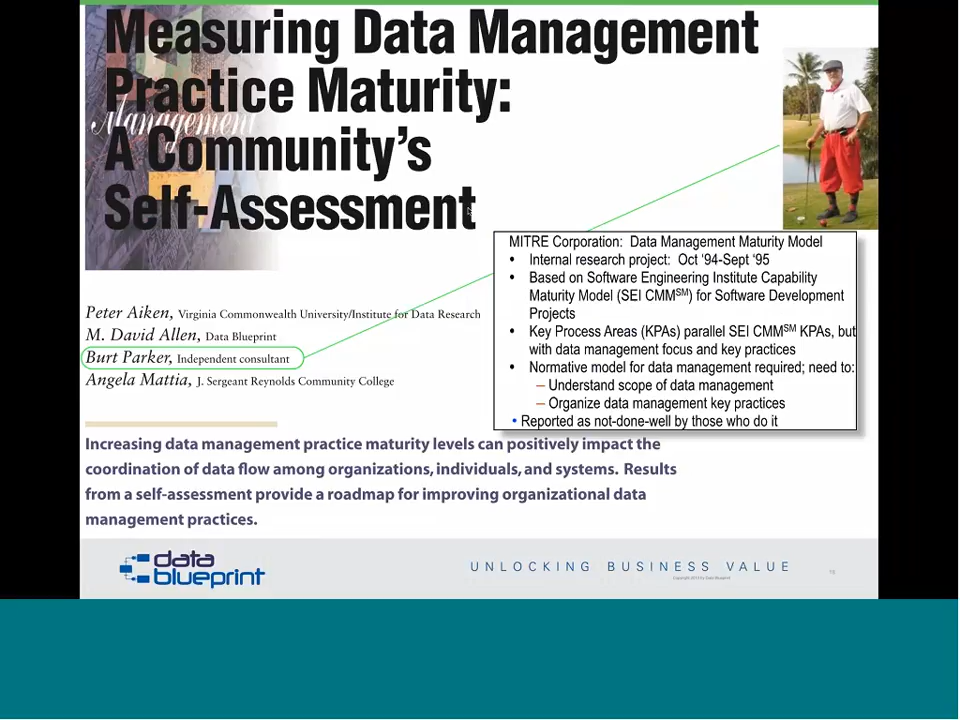 Measuring Data Management
Practice Maturity:
A Community's
Self-Assessment
Management
MITRE Corporation: Data Management Maturity Model
• Internal research project: Oct '94-Sept '95
• Based on Software Engineering Institute Capability
Maturity Model (SEI CMM℠) for Software Development
Projects
• Key Process Areas (KPAs) parallel SEI CMM℠ KPAs, but
with data management focus and key practices
• Normative model for data management required; need to:
– Understand scope of data management
– Organize data management key practices
• Reported as not-done-well by those who do it
Peter Aiken, Virginia Commonwealth University/Institute for Data Research
M. David Allen, Data Blueprint
Burt Parker, Independent consultant
Angela Mattia, J. Sergeant Reynolds Community College
Increasing data management practice maturity levels can positively impact the
coordination of data flow among organizations, individuals, and systems. Results
from a self-assessment provide a roadmap for improving organizational data
management practices.
data
blueprint
UNLOCKING BUSINESS VALUE